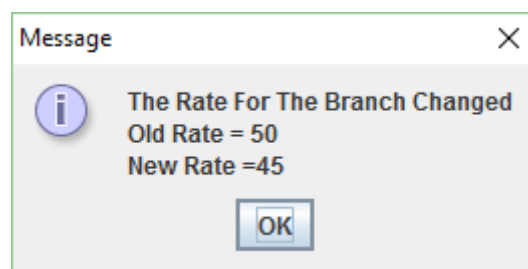 Message
The Rate For The Branch Changed
Old Rate = 50
New Rate =45
OK